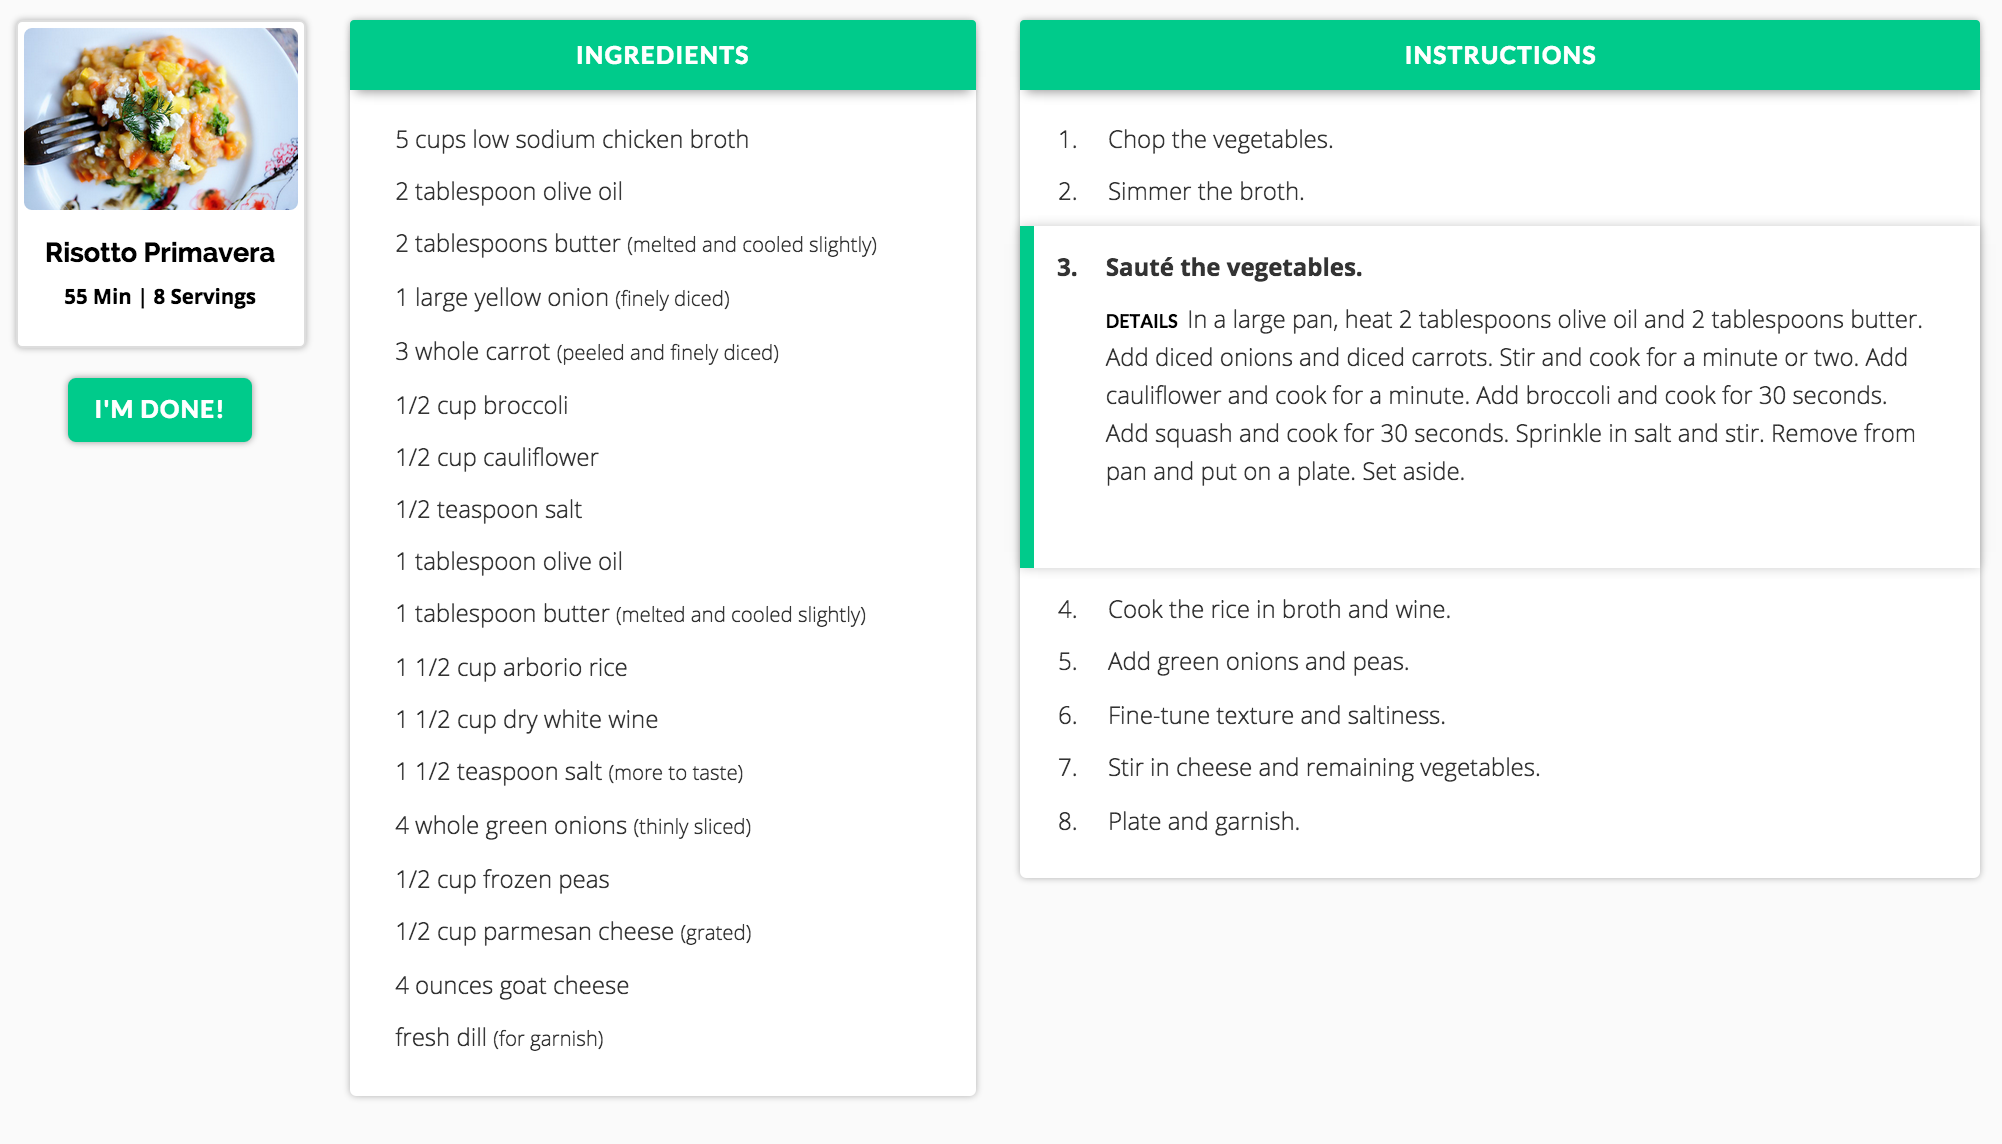 Risotto Primavera
55 Min | 8 Servings
I'M DONE!
INGREDIENTS
5 cups low sodium chicken broth
2 tablespoon olive oil
2 tablespoons butter (melted and cooled slightly)
1 large yellow onion (finely diced)
3 whole carrot (peeled and finely diced)
1/2 cup broccoli
1/2 cup cauliflower
1/2 teaspoon salt
1 tablespoon olive oil
1 tablespoon butter (melted and cooled slightly)
1 1/2 cup arborio rice
1 1/2 cup dry white wine
1 1/2 teaspoon salt (more to taste)
4 whole green onions (thinly sliced)
1/2 cup frozen peas
1/2 cup parmesan cheese (grated)
4 ounces goat cheese
fresh dill (for garnish)
INSTRUCTIONS
1. Chop the vegetables.
2. Simmer the broth.
3. Sauté the vegetables.
DETAILS In a large pan, heat 2 tablespoons olive oil and 2 tablespoons butter.
Add diced onions and diced carrots. Stir and cook for a minute or two. Add
cauliflower and cook for a minute. Add broccoli and cook for 30 seconds.
Add squash and cook for 30 seconds. Sprinkle in salt and stir. Remove from
pan and put on a plate. Set aside.
4. Cook the rice in broth and wine.
5. Add green onions and peas.
6. Fine-tune texture and saltiness.
7. Stir in cheese and remaining vegetables.
8. Plate and garnish.